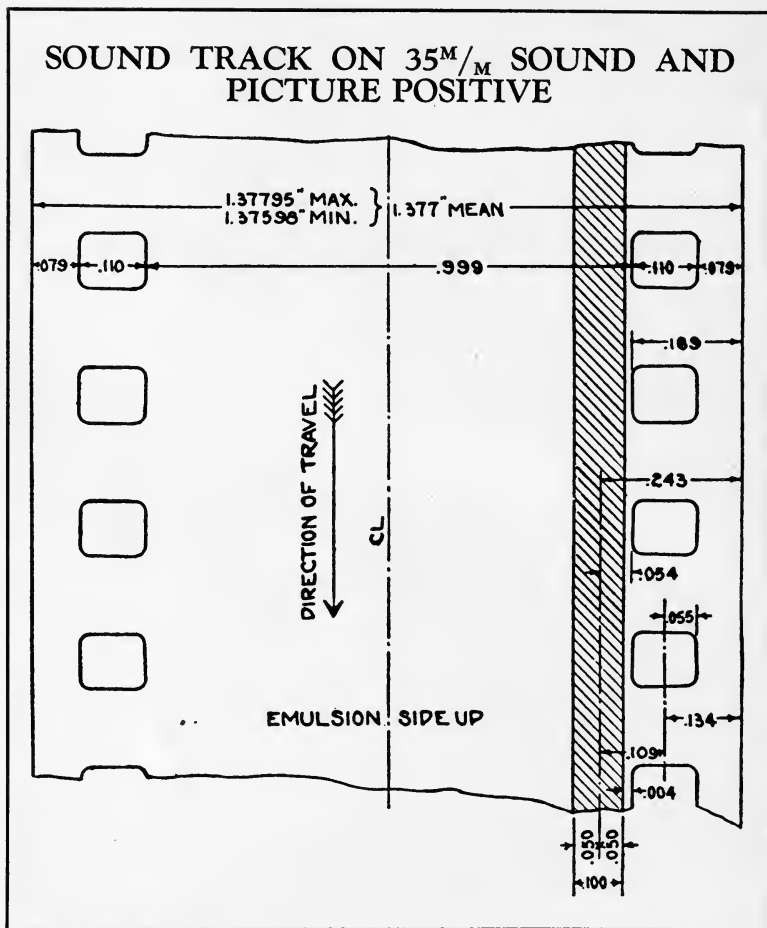 SOUND TRACK ON 35M/M SOUND AND
PICTURE POSITIVE
1.37795" MAX.
1.37598" MIN. } 1.377" MEAN
.079 .110 .999 .110 .079
.189
.243
DIRECTION OF TRAVEL
CL
.054
.055
EMULSION SIDE UP
.134
.109
.004
.050 .050
.100